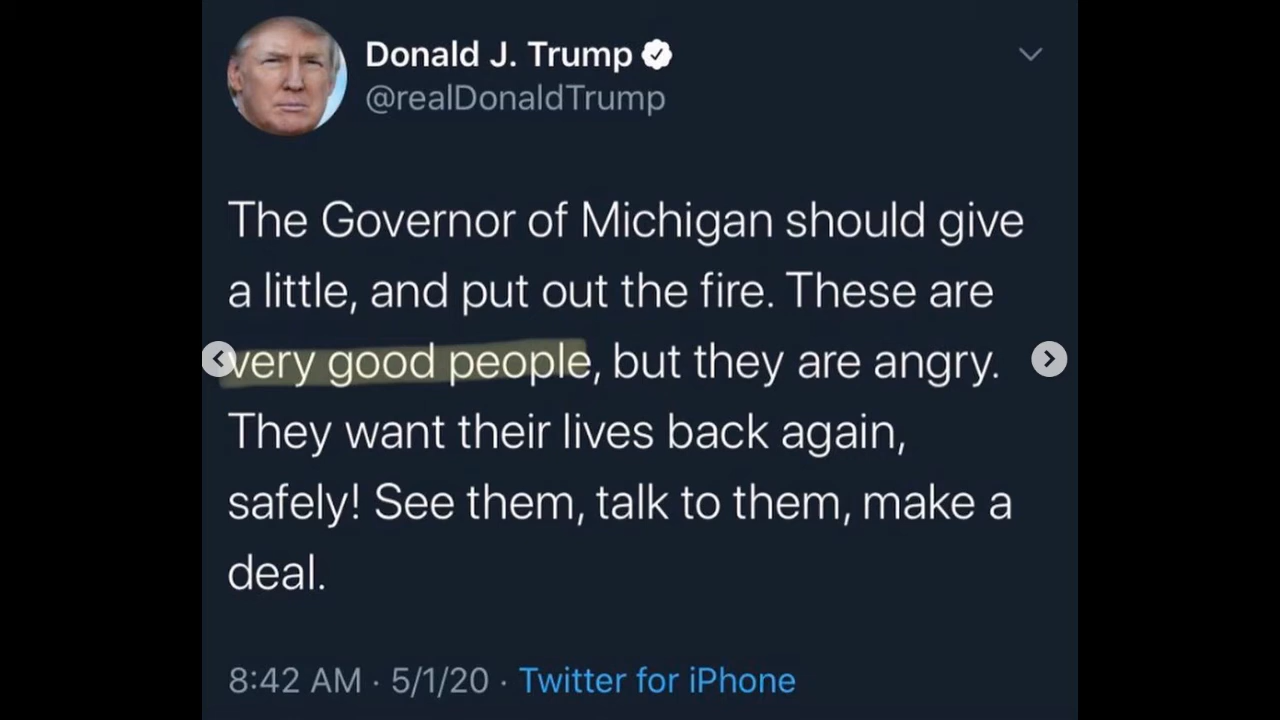 Donald J. Trump
@realDonaldTrump
The Governor of Michigan should give
a little, and put out the fire. These are
very good people, but they are angry.
They want their lives back again,
safely! See them, talk to them, make a
deal.
8:42 AM · 5/1/20 · Twitter for iPhone